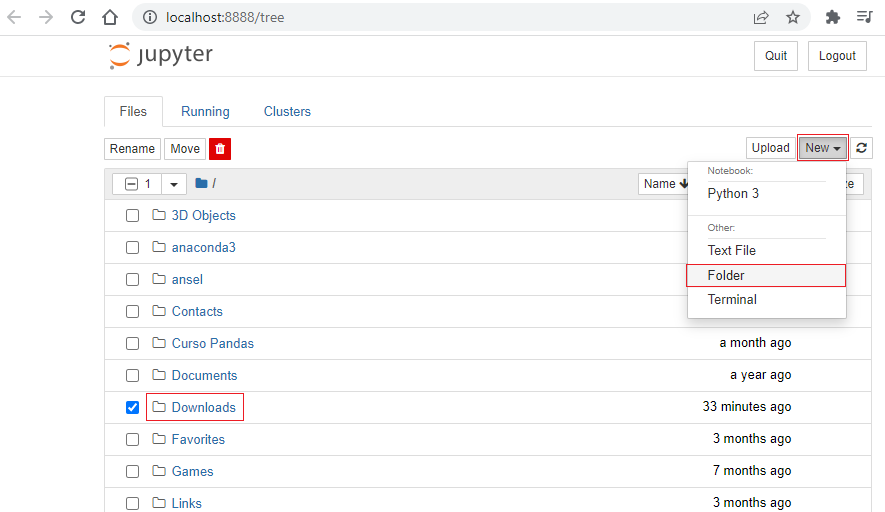 localhost:8888/tree
jupyter
Quit Logout
Files Running Clusters
Rename Move Upload New
1 / Name
Notebook:
Python 3
Other:
Text File
Folder
Terminal
3D Objects
anaconda3
ansel
Contacts
Curso Pandas a month ago
Documents a year ago
Downloads 33 minutes ago
Favorites 3 months ago
Games 7 months ago
Links 3 months ago